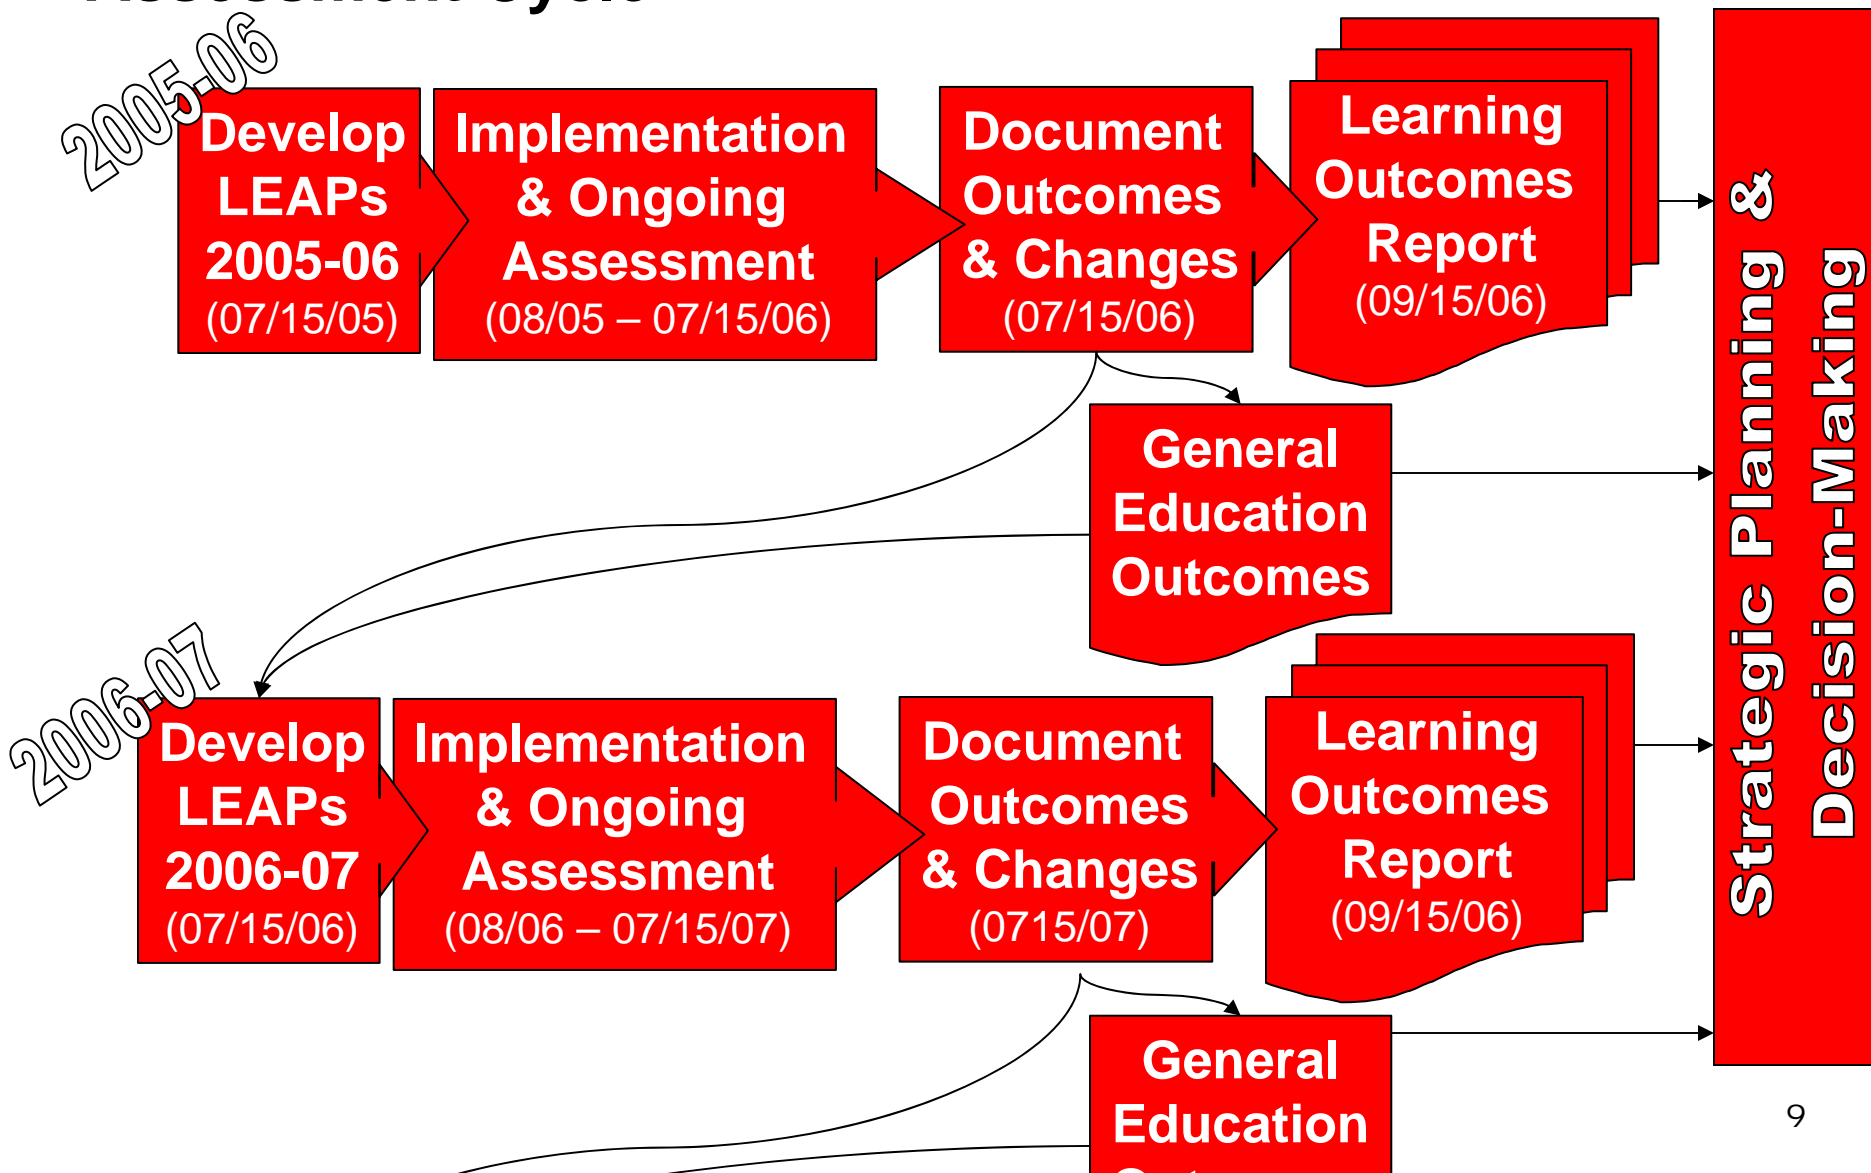 Assessment Cycle
2005-06
Develop
LEAPs
2005-06
(07/15/05)
Implementation
& Ongoing
Assessment
(08/05 – 07/15/06)
Document
Outcomes
& Changes
(07/15/06)
Learning
Outcomes
Report
(09/15/06)
General
Education
Outcomes
2006-07
Develop
LEAPs
2006-07
(07/15/06)
Implementation
& Ongoing
Assessment
(08/06 – 07/15/07)
Document
Outcomes
& Changes
(0715/07)
Learning
Outcomes
Report
(09/15/06)
General
Education
Strategic Planning &
Decision-Making
9